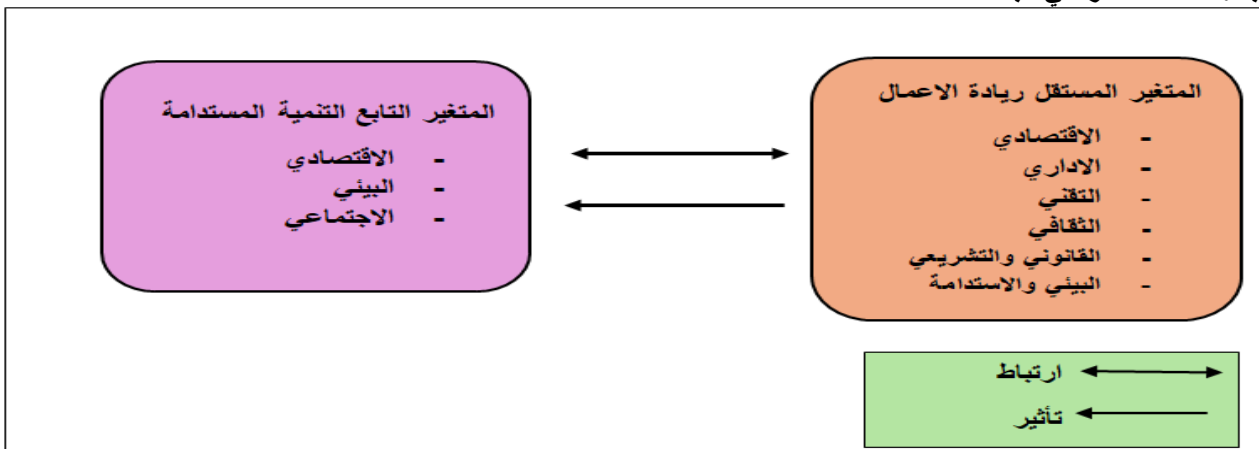 المتغير المستقل ريادة الاعمال
- الاقتصادي
- الاداري
- التقني
- الثقافي
- القانوني والتشريعي
- البيئي والاستدامة
المتغير التابع التنمية المستدامة
- الاقتصادي
- البيئي
- الاجتماعي
ارتباط
تأثير